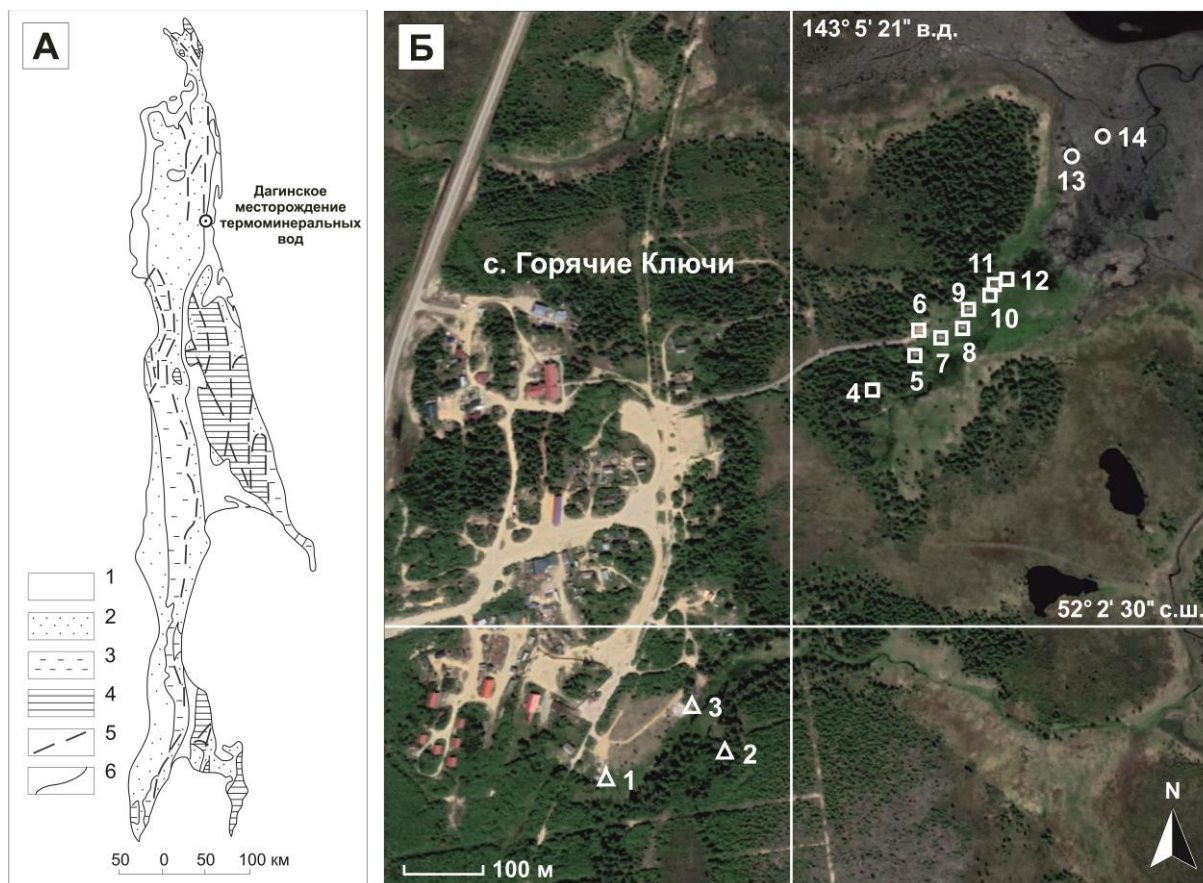 А
Дагинское
месторождение
термоминеральных
вод
1
2
3
4
5
6
50 0 50 100 км
Б
143° 5' 21'' в.д.
с. Горячие Ключи
14
13
11
12
9
10
6
8
7
5
4
52° 2' 30'' с.ш.
3
2
1
N
100 м